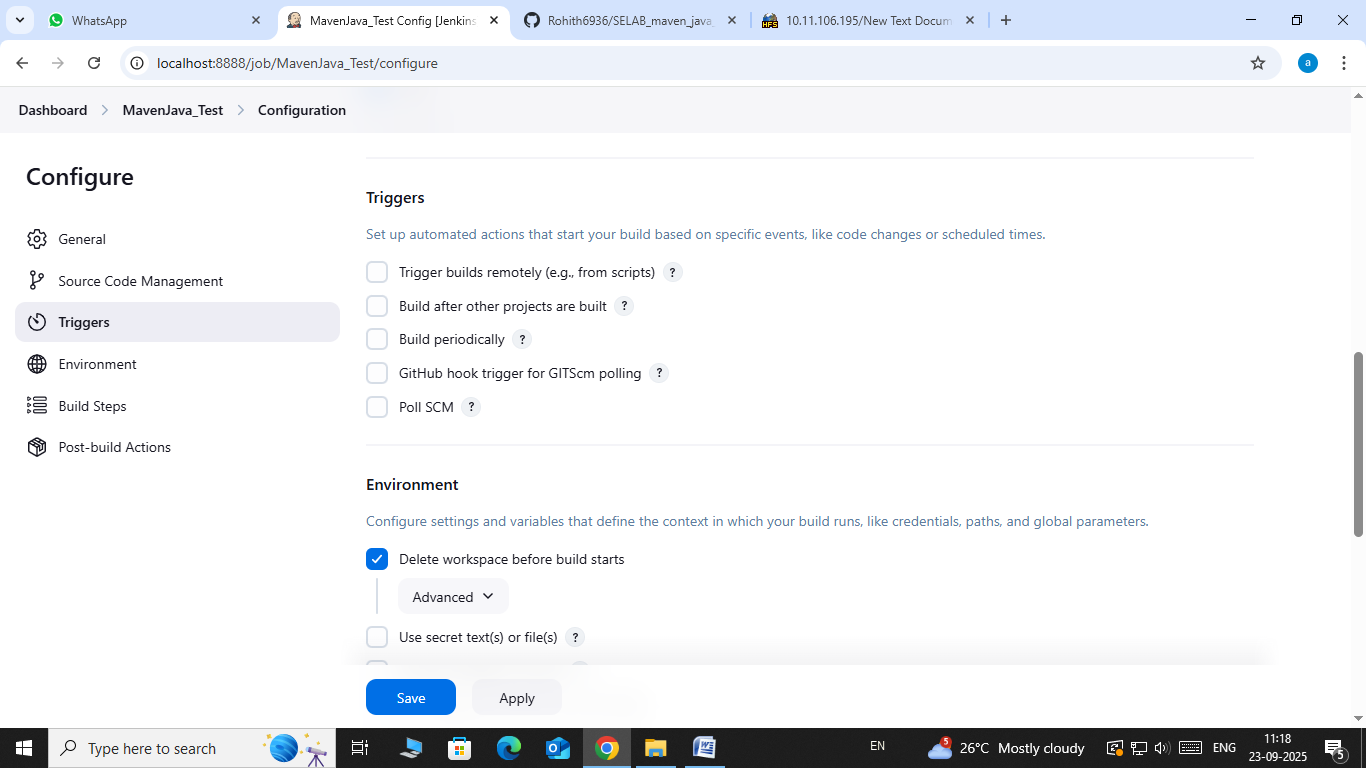 WhatsApp
MavenJava_Test Config [Jenkins
Rohith6936/SELAB_maven_java_
HFS
10.11.106.195/New Text Docum
localhost:8888/job/MavenJava_Test/configure
a
Dashboard
MavenJava_Test
Configuration
Configure
General
Source Code Management
Triggers
Environment
Build Steps
Post-build Actions
Triggers
Set up automated actions that start your build based on specific events, like code changes or scheduled times.
Trigger builds remotely (e.g., from scripts) ?
Build after other projects are built ?
Build periodically ?
GitHub hook trigger for GITScm polling ?
Poll SCM ?
Environment
Configure settings and variables that define the context in which your build runs, like credentials, paths, and global parameters.
Delete workspace before build starts
Advanced
Use secret text(s) or file(s) ?
Save
Apply
Type here to search
EN
5
26°C Mostly cloudy
ENG
11:18
23-09-2025
5